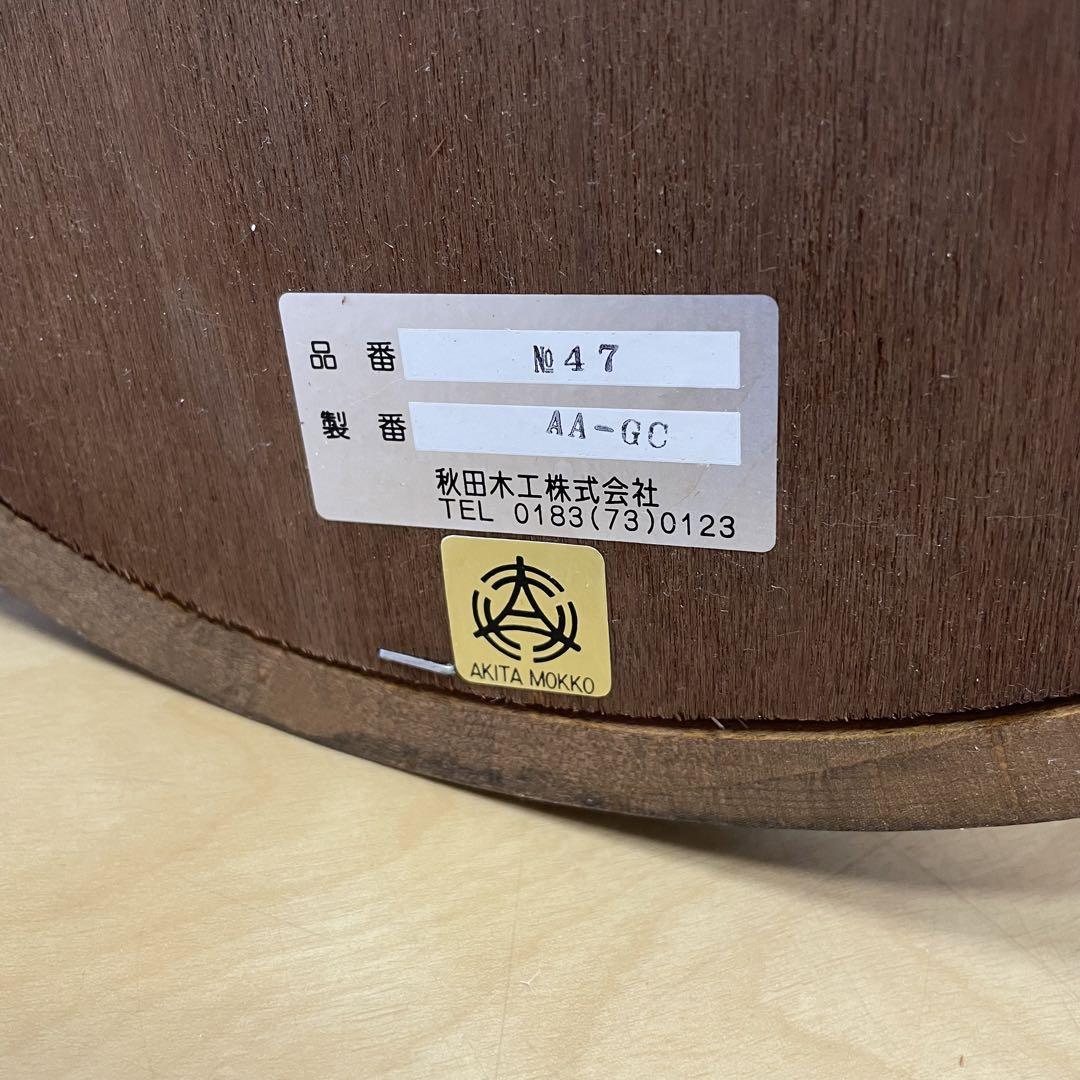 品番 №47
製番 AA-GC
秋田木工株式会社
TEL 0183(73)0123
AKITA MOKKO